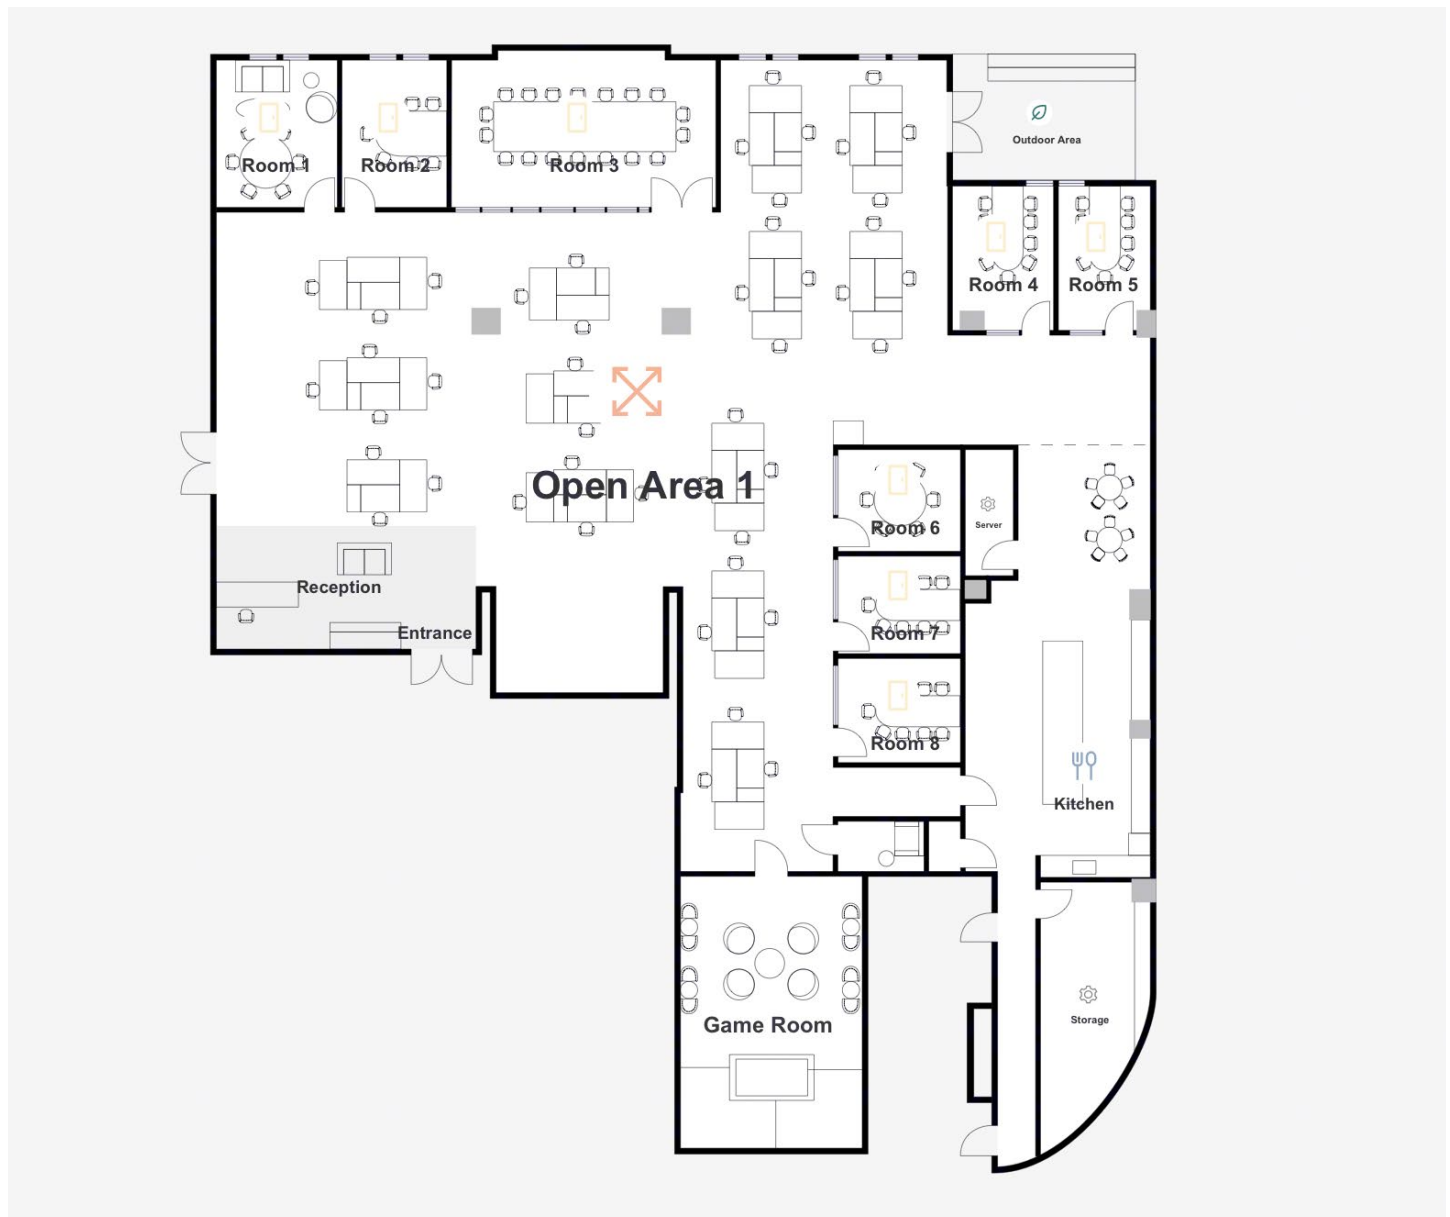 Outdoor Area
Room 1
Room 2
Room 3
Room 4
Room 5
Open Area 1
Room 6
Server
Reception
Entrance
Room 7
Room 8
Kitchen
Game Room
Storage